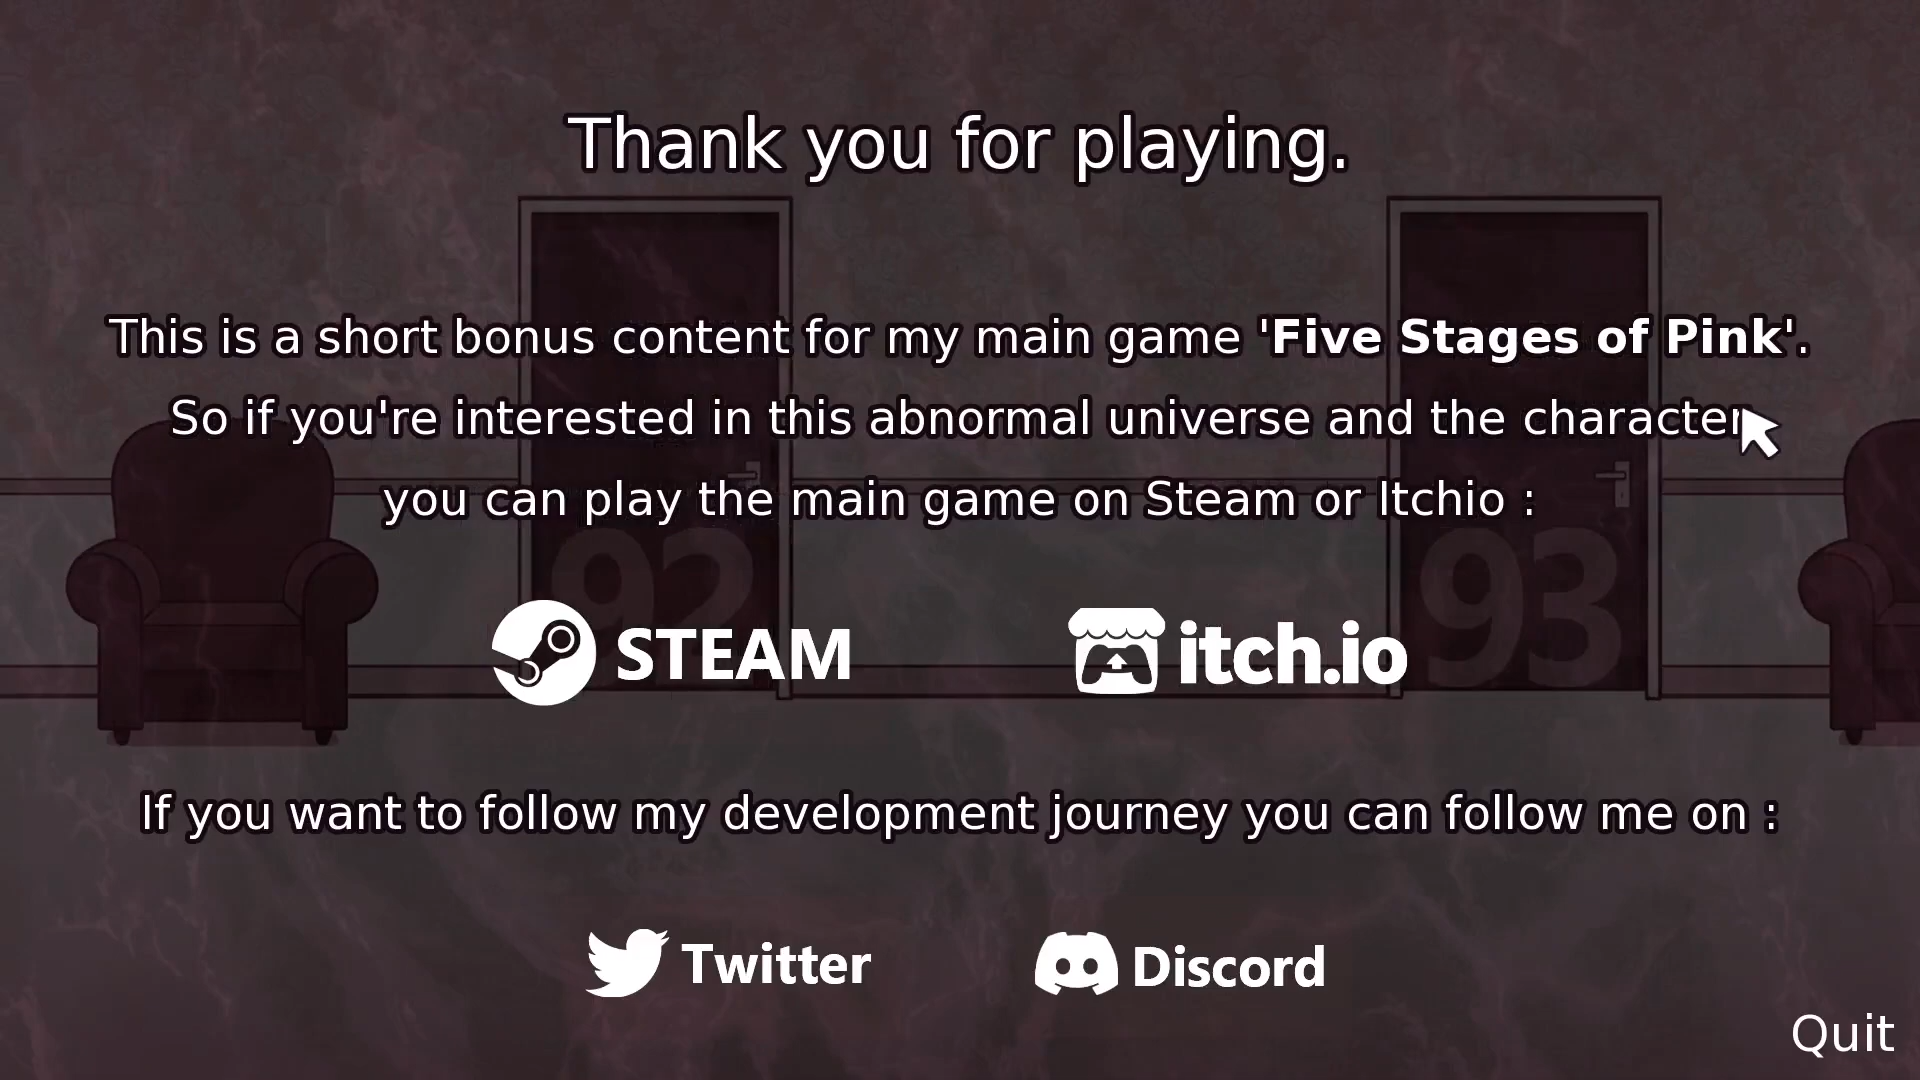 Thank you for playing.
This is a short bonus content for my main game 'Five Stages of Pink'.
So if you're interested in this abnormal universe and the character
you can play the main game on Steam or Itchio :
92
93
STEAM
itch.io
If you want to follow my development journey you can follow me on :
Twitter
Discord
Quit